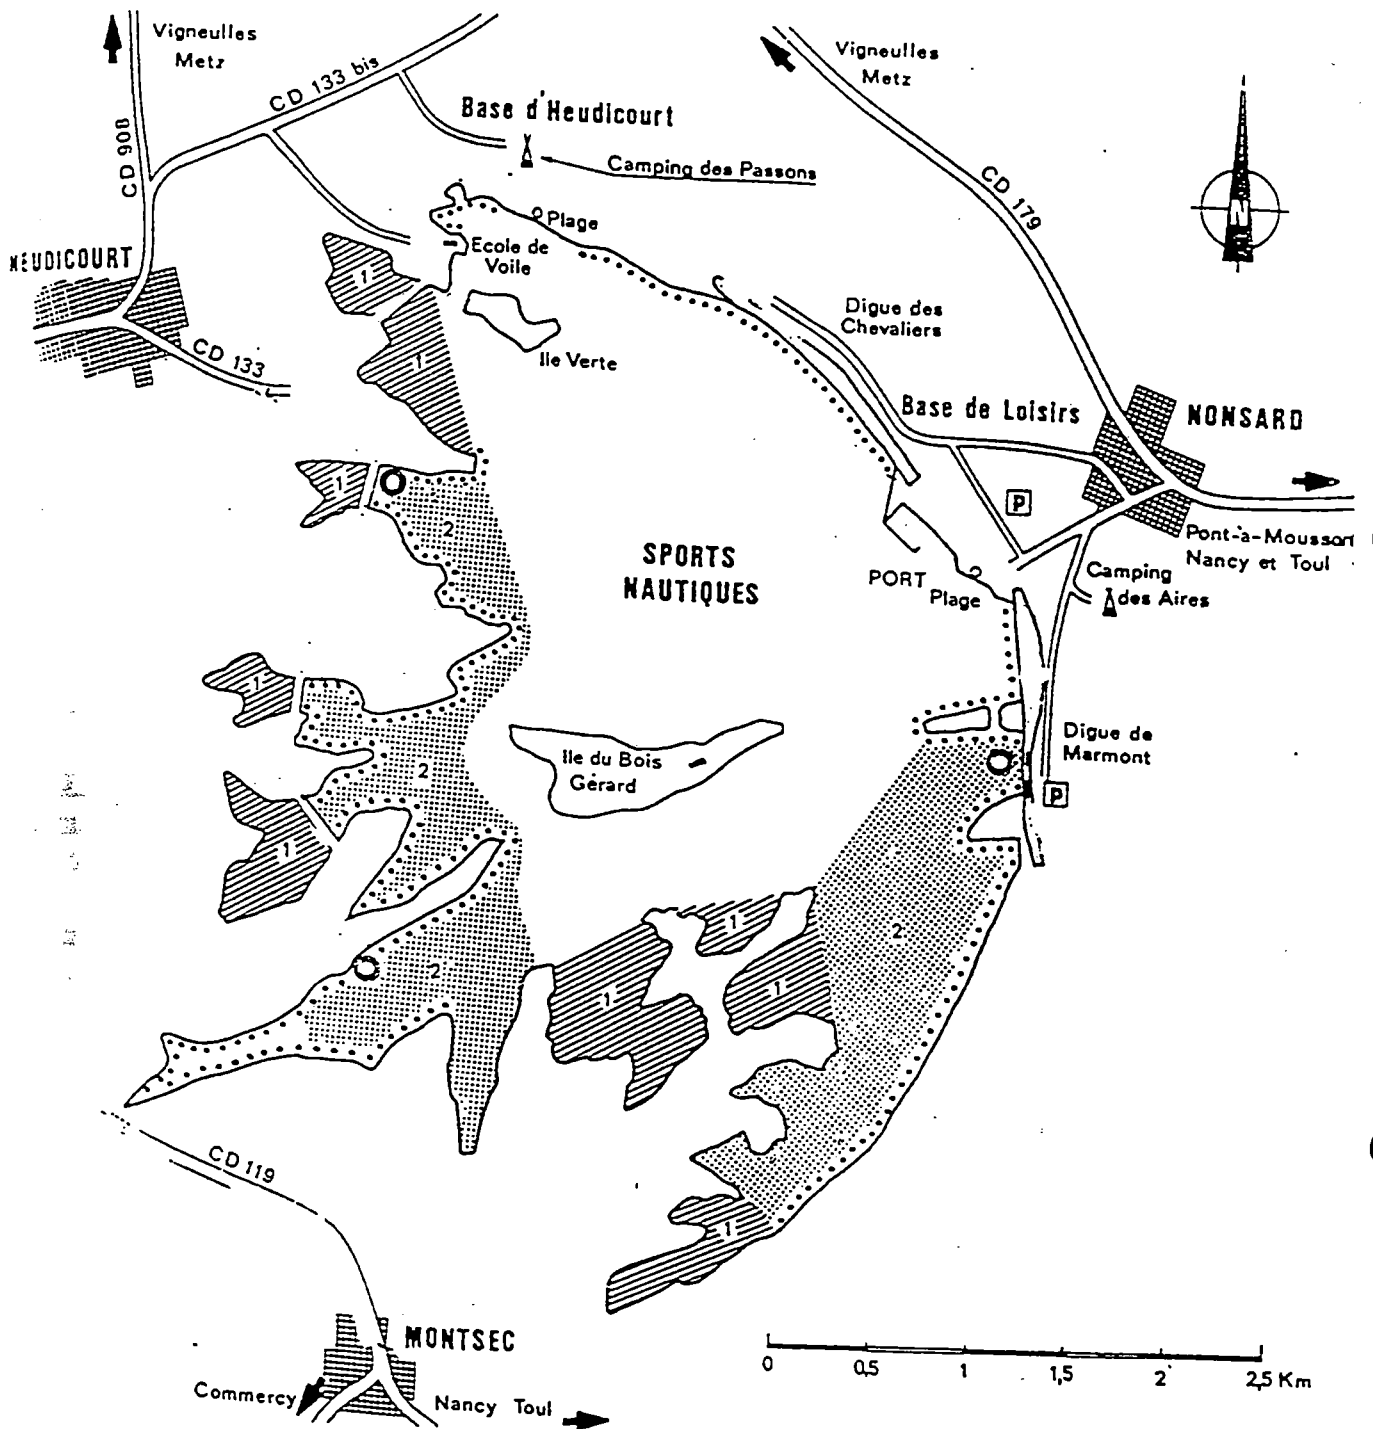 Vigneulles
Metz
CD 908
CD 133 bis
Base d'Heudicourt
Camping des Passons
Vigneulles
Metz
CD 179
HEUDICOURT
CD 133
1
Ecole de
Voile
Plage
1
Ile Verte
Digue des
Chevaliers
Base de Loisirs
NONSARD
P
Pont-à-Mousson
Nancy et Toul
1
2
SPORTS
NAUTIQUES
PORT
Plage
Camping
des Aires
1
2
Ile du Bois
Gérard
Digue de
Marmont
P
1
2
2
1
1
1
1
CD 119
MONTSEC
Commercy
Nancy Toul
0
0,5
1
1,5
2
2,5 Km